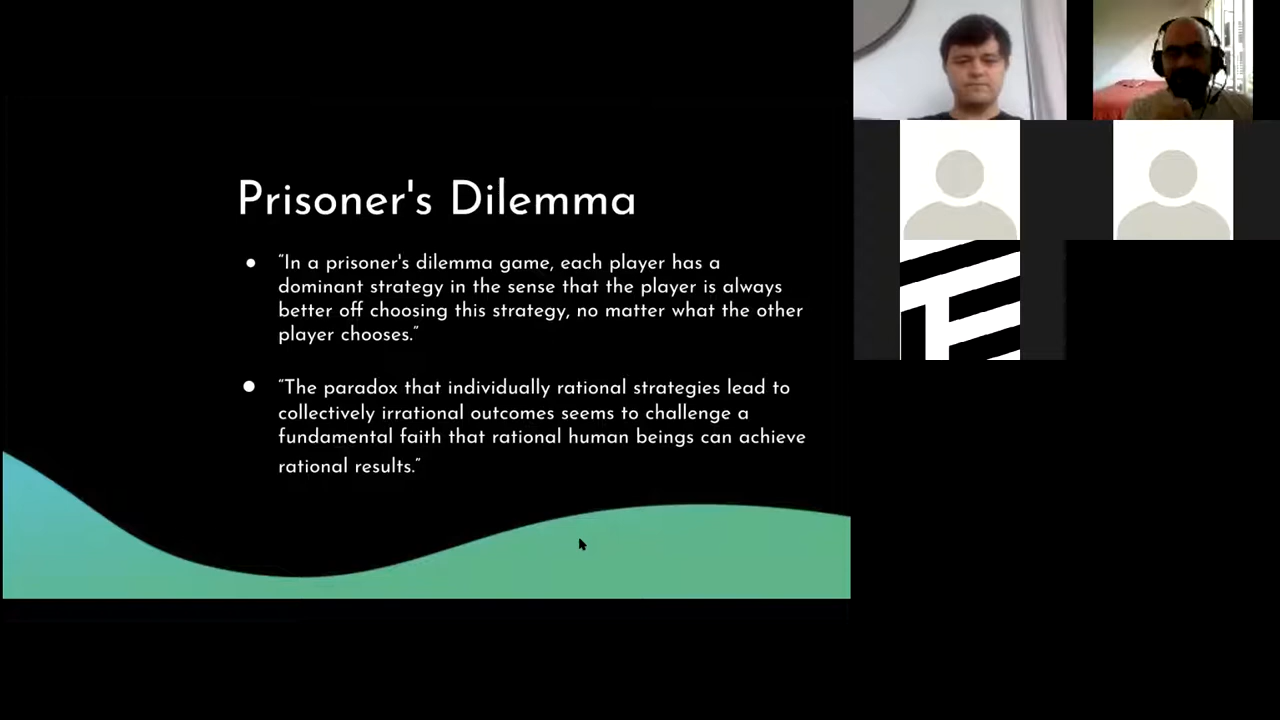 Prisoner's Dilemma
● “In a prisoner's dilemma game, each player has a
dominant strategy in the sense that the player is always
better off choosing this strategy, no matter what the other
player chooses.”
● “The paradox that individually rational strategies lead to
collectively irrational outcomes seems to challenge a
fundamental faith that rational human beings can achieve
rational results.”